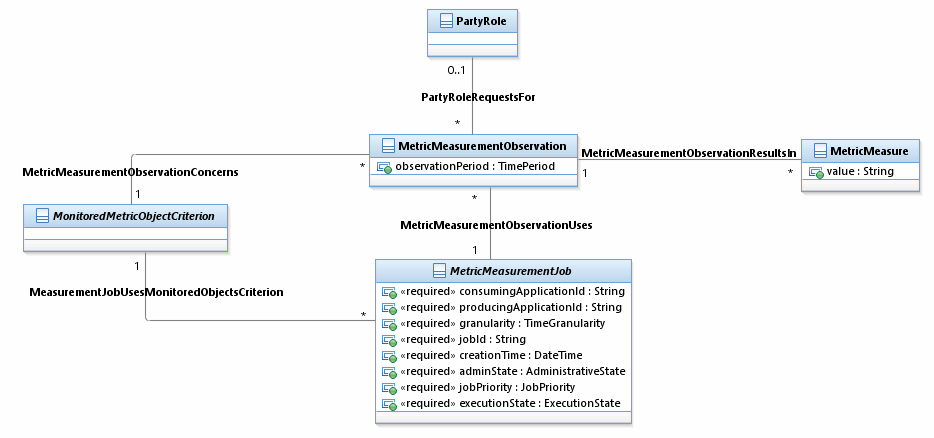 PartyRole
0..1
PartyRoleRequestsFor
*
MetricMeasurementObservation
observationPeriod : TimePeriod
MetricMeasurementObservationResultsIn
1
*
MetricMeasure
value : String
*
MetricMeasurementObservationConcerns
1
MonitoredMetricObjectCriterion
*
MetricMeasurementObservationUses
1
1
MeasurementJobUsesMonitoredObjectsCriterion
*
MetricMeasurementJob
«required» consumingApplicationId : String
«required» producingApplicationId : String
«required» granularity : TimeGranularity
«required» jobId : String
«required» creationTime : DateTime
«required» adminState : AdministrativeState
«required» jobPriority : JobPriority
«required» executionState : ExecutionState